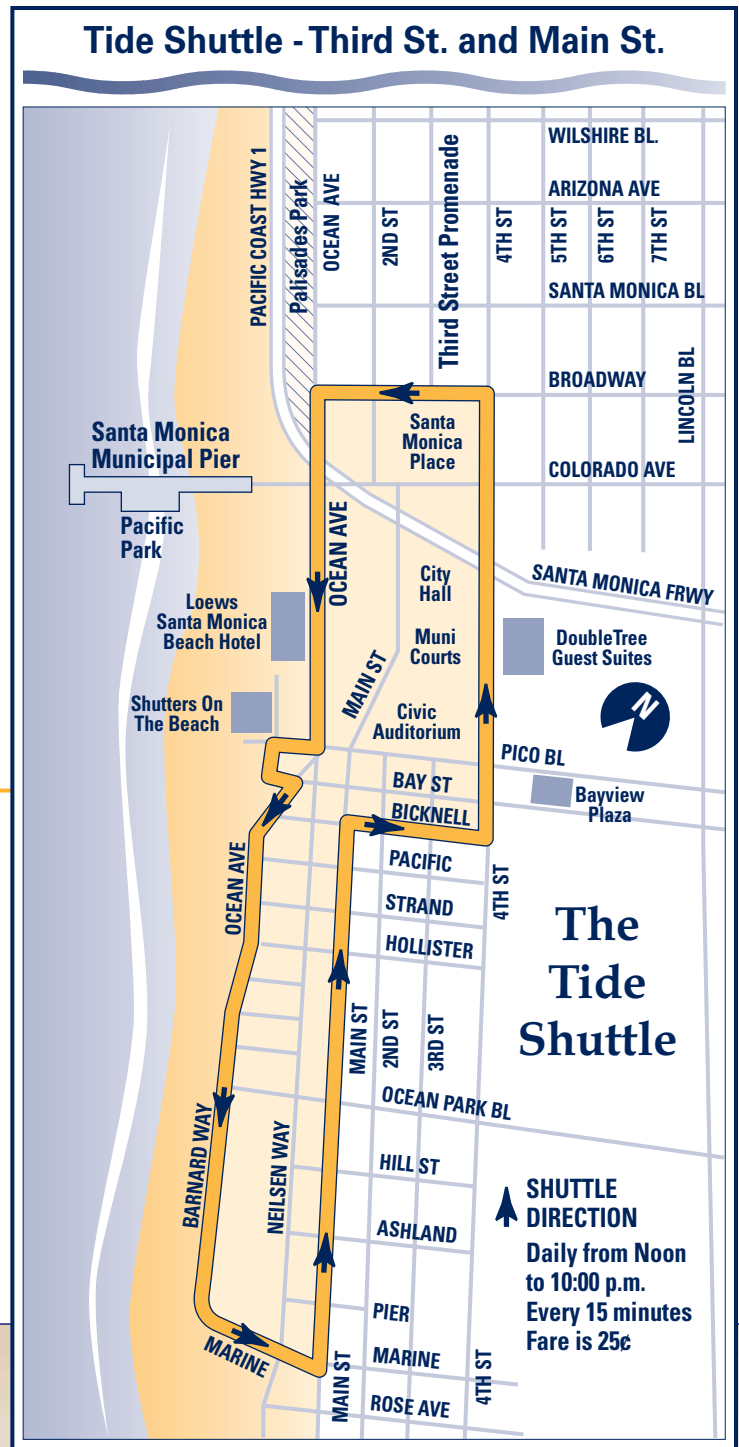 Tide Shuttle - Third St. and Main St.
WILSHIRE BL.
ARIZONA AVE
SANTA MONICA BL
BROADWAY
COLORADO AVE
PACIFIC COAST HWY 1
Palisades Park
OCEAN AVE
2ND ST
Third Street Promenade
4TH ST
5TH ST
6TH ST
7TH ST
LINCOLN BL
Santa
Monica
Place
Santa Monica
Municipal Pier
Pacific
Park
OCEAN AVE
City
Hall
SANTA MONICA FRWY
Loews
Santa Monica
Beach Hotel
Muni
Courts
DoubleTree
Guest Suites
MAIN ST
Shutters On
The Beach
Civic
Auditorium
N
PICO BL
BAY ST
Bayview
Plaza
BICKNELL
OCEAN AVE
PACIFIC
STRAND
HOLLISTER
4TH ST
The
Tide
Shuttle
MAIN ST
2ND ST
3RD ST
OCEAN PARK BL
BARNARD WAY
NEILSEN WAY
HILL ST
ASHLAND
SHUTTLE
DIRECTION
Daily from Noon
to 10:00 p.m.
Every 15 minutes
Fare is 25¢
PIER
MARINE
MARINE
MAIN ST
4TH ST
ROSE AVE